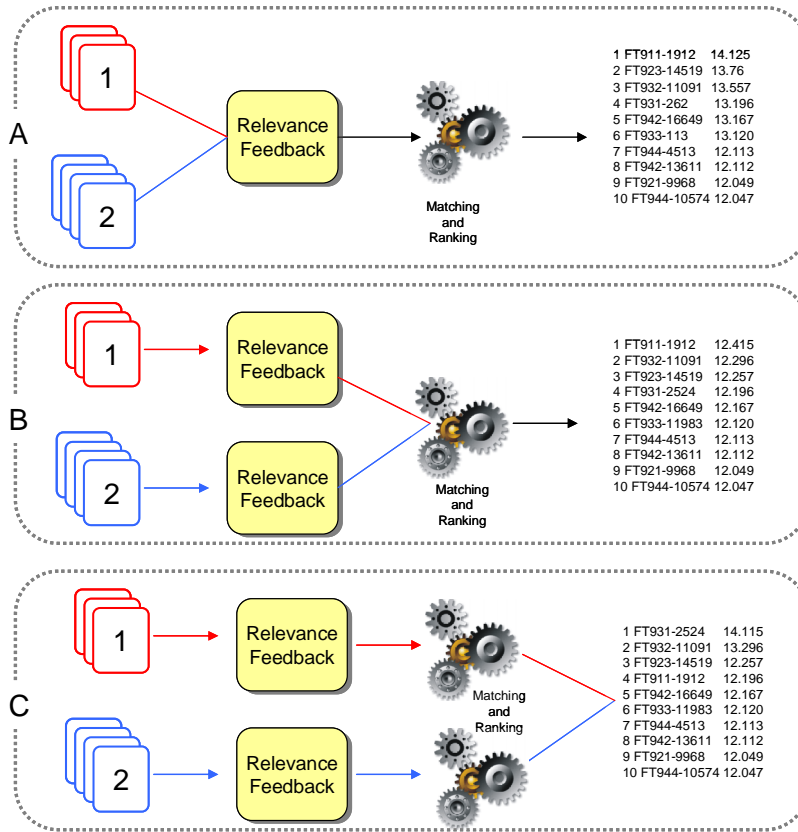 A
1
2
Relevance
Feedback
Matching
and
Ranking
1 FT911-1912 14.125
2 FT923-14519 13.76
3 FT932-11091 13.557
4 FT931-262 13.196
5 FT942-16649 13.167
6 FT933-113 13.120
7 FT944-4513 12.113
8 FT942-13611 12.112
9 FT921-9968 12.049
10 FT944-10574 12.047
B
1
2
Relevance
Feedback
Relevance
Feedback
Matching
and
Ranking
1 FT911-1912 12.415
2 FT932-11091 12.296
3 FT923-14519 12.257
4 FT931-2524 12.196
5 FT942-16649 12.167
6 FT933-11983 12.120
7 FT944-4513 12.113
8 FT942-13611 12.112
9 FT921-9968 12.049
10 FT944-10574 12.047
C
1
2
Relevance
Feedback
Relevance
Feedback
Matching
and
Ranking
1 FT931-2524 14.115
2 FT932-11091 13.296
3 FT923-14519 12.257
4 FT911-1912 12.196
5 FT942-16649 12.167
6 FT933-11983 12.120
7 FT944-4513 12.113
8 FT942-13611 12.112
9 FT921-9968 12.049
10 FT944-10574 12.047